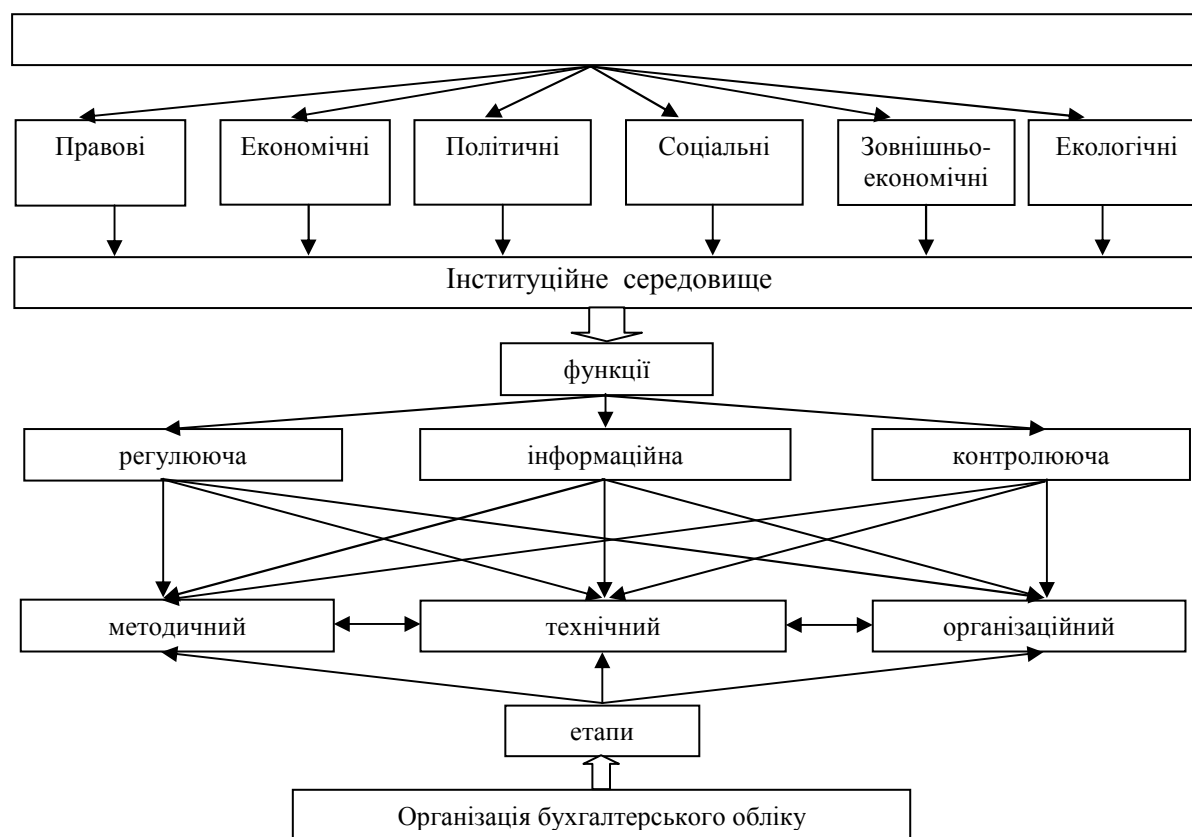 Правові Економічні Політичні Соціальні Зовнішньо- Екологічні
економічні
Інституційне середовище
функції
регулююча інформаційна контролююча
методичний технічний організаційний
етапи
Організація бухгалтерського обліку